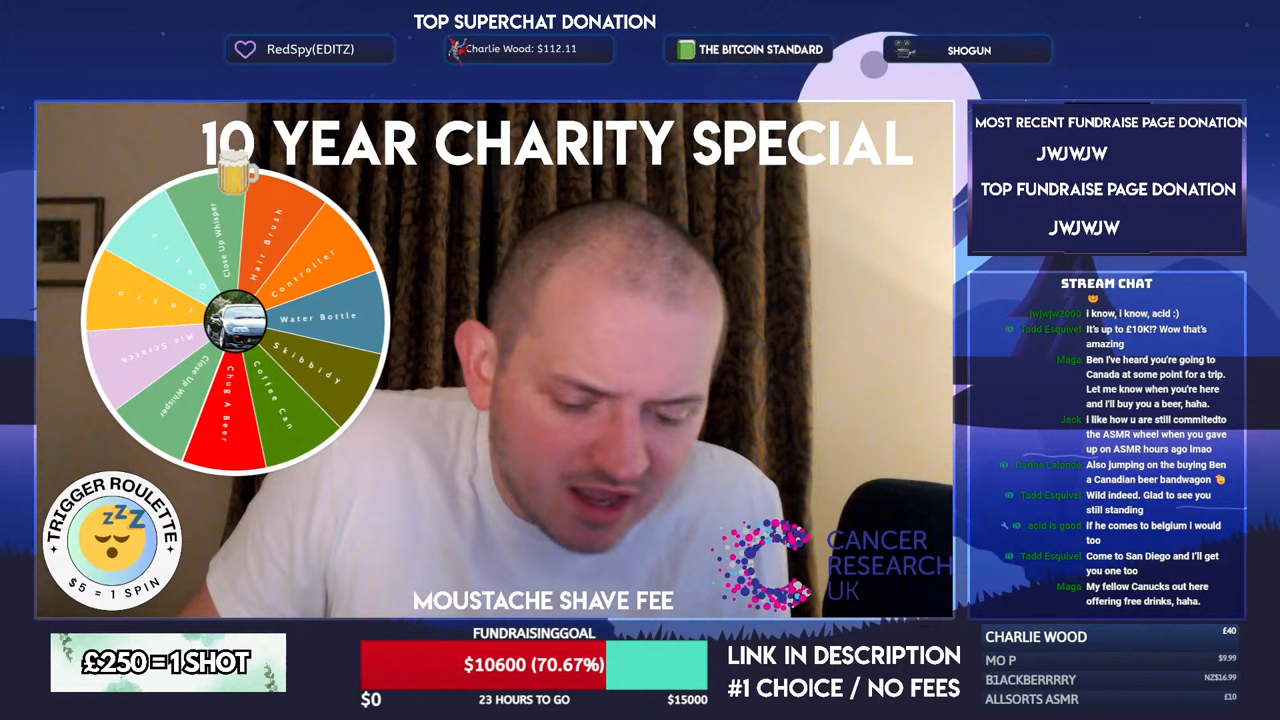 TOP SUPERCHAT DONATION
RedSpy(EDITZ)
Charlie Wood: $112.11
THE BITCOIN STANDARD
SHOGUN
10 YEAR CHARITY SPECIAL
Close Up Whisper
Hair Brush
Controller
Water Bottle
Skibbidy
Coffee Can
Chug A Beer
Close Up Whisper
Mic Scratch
Intro
TRIGGER ROULETTE
ZZZ
$5 = 1 SPIN
CANCER
RESEARCH
UK
MOUSTACHE SHAVE FEE
MOST RECENT FUNDRAISE PAGE DONATION
JWJWJW
TOP FUNDRAISE PAGE DONATION
JWJWJW
STREAM CHAT
jwjwjw2000 i know, i know, acid :)
Tadd Esquivel It's up to £10K!? Wow that's
amazing
Maga Ben I've heard you're going to
Canada at some point for a trip.
Let me know when you're here
and I'll buy you a beer, haha.
Jack i like how u are still commitedto
the ASMR wheel when you gave
up on ASMR hours ago lmao
Also jumping on the buying Ben
a Canadian beer bandwagon
Tadd Esquivel Wild indeed. Glad to see you
still standing
acid is good if he comes to belgium i would
too
Tadd Esquivel Come to San Diego and I'll get
you one too
Maga My fellow Canucks out here
offering free drinks, haha.
£250 = 1 SHOT
FUNDRAISINGGOAL
$10600 (70.67%)
$0
23 HOURS TO GO
$15000
LINK IN DESCRIPTION
#1 CHOICE / NO FEES
CHARLIE WOOD £40
MO P $9.99
B1ACKBERRRRY NZ$16.99
ALLSORTS ASMR £10